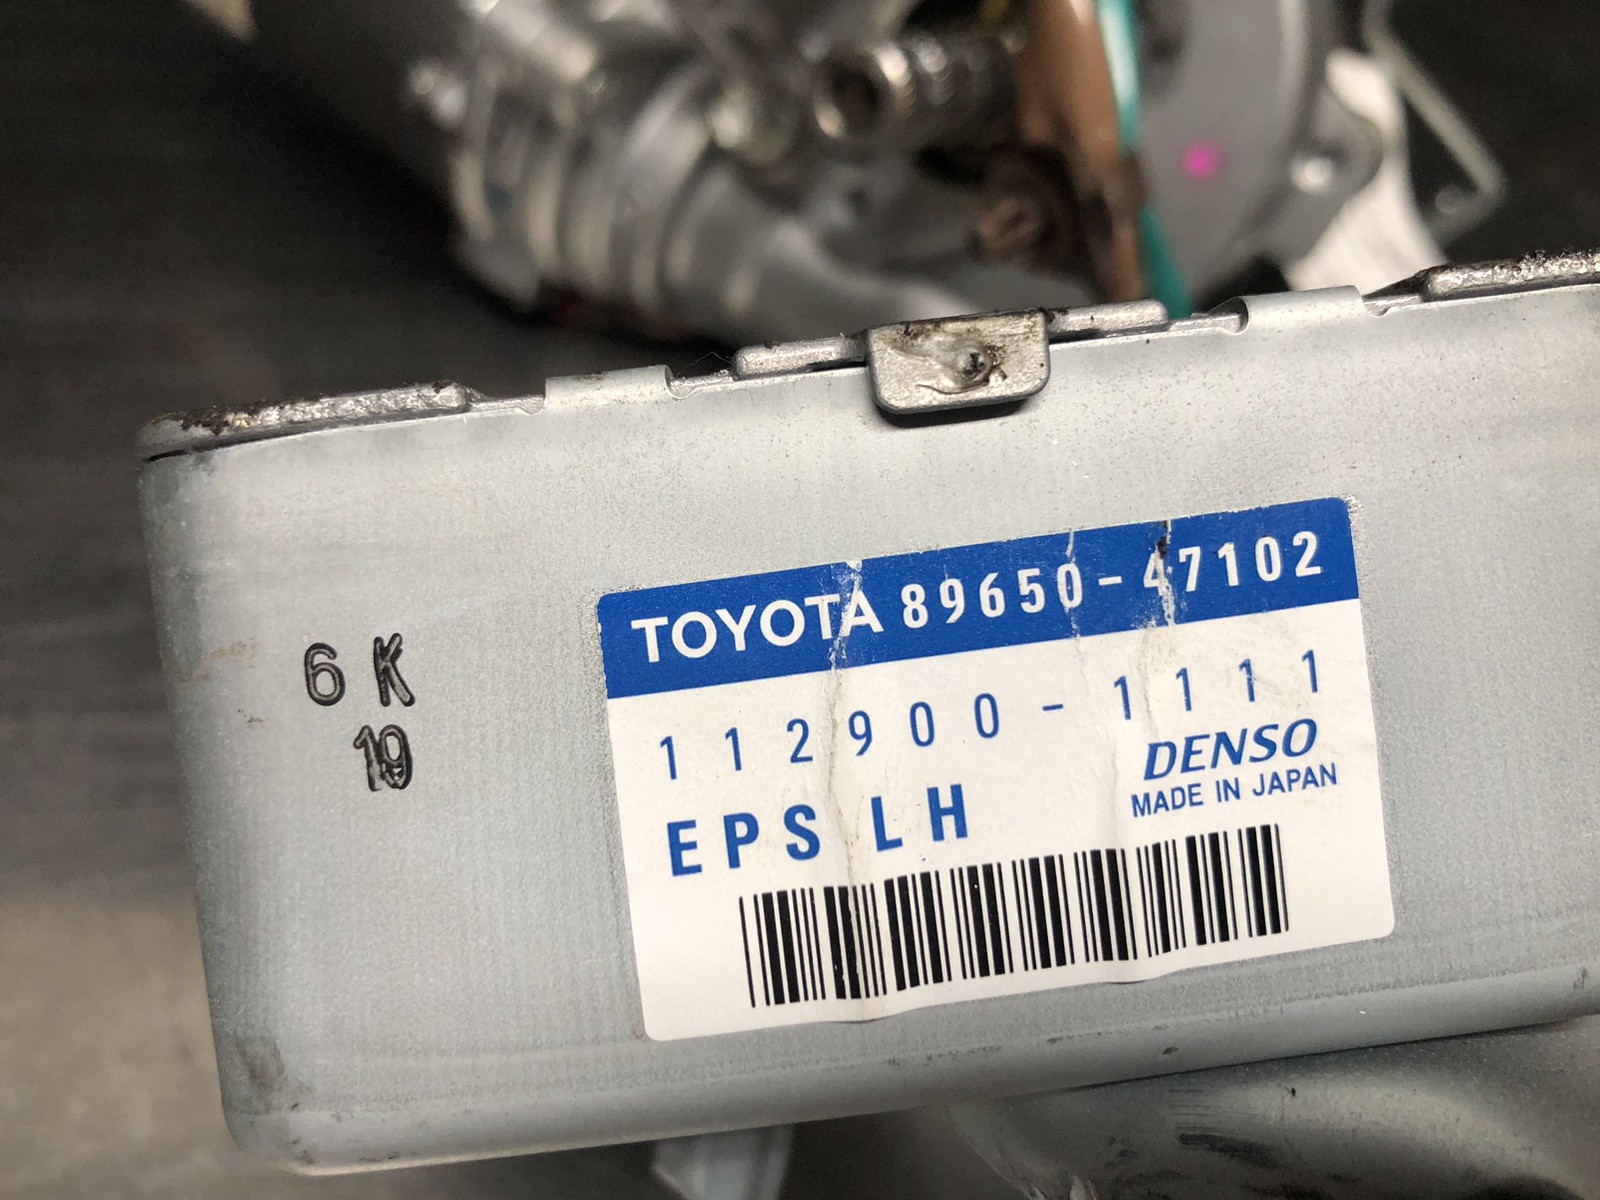 TOYOTA 89650-47102
112900-1111
DENSO
MADE IN JAPAN
EPS LH
6 K
19